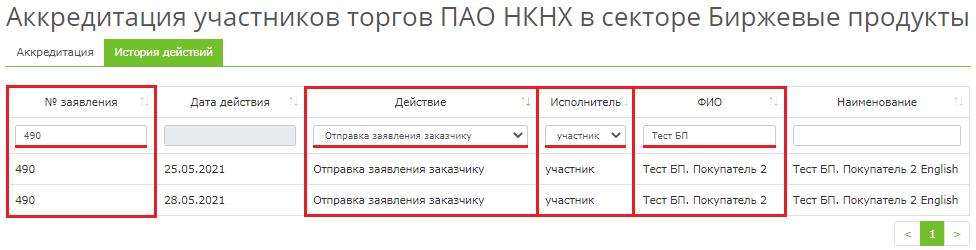 Аккредитация участников торгов ПАО НКНХ в секторе Биржевые продукты
Аккредитация История действий
№ заявления Дата действия Действие Исполнитель ФИО Наименование
490 Отправка заявления заказчику участник Тест БП
490 25.05.2021 Отправка заявления заказчику участник Тест БП. Покупатель 2 Тест БП. Покупатель 2 English
490 28.05.2021 Отправка заявления заказчику участник Тест БП. Покупатель 2 Тест БП. Покупатель 2 English
< 1 >